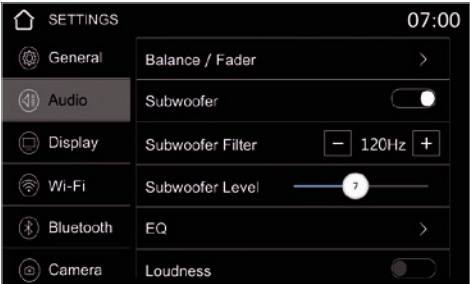 SETTINGS 07:00
General
Audio
Display
Wi-Fi
Bluetooth
Camera
Balance / Fader >
Subwoofer
Subwoofer Filter − 120Hz +
Subwoofer Level 7
EQ >
Loudness